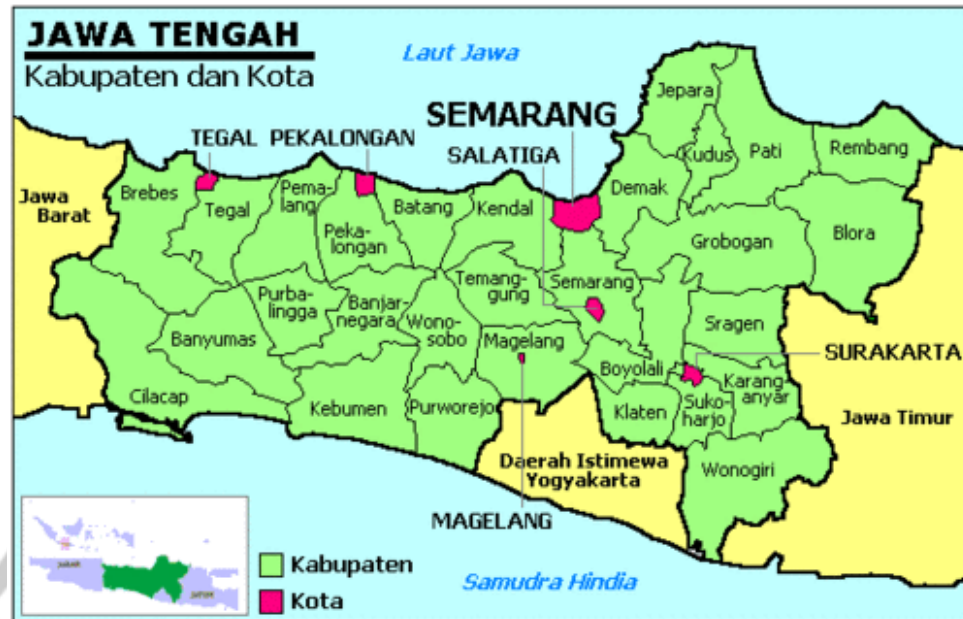 JAWA TENGAH
Kabupaten dan Kota
Laut Jawa
TEGAL
PEKALONGAN
SEMARANG
SALATIGA
Jepara
Kudus
Pati
Rembang
Jawa
Barat
Brebes
Tegal
Pema-
lang
Peka-
longan
Batang
Kendal
Demak
Grobogan
Blora
Temang-
gung
Semarang
Purba-
lingga
Banjar-
negara
Wono-
sobo
Banyumas
Magelang
Boyolali
Sragen
SURAKARTA
Karang-
anyar
Suko-
harjo
Klaten
Cilacap
Kebumen
Purworejo
Jawa Timur
Daerah Istimewa
Yogyakarta
Wonogiri
MAGELANG
Kabupaten
Kota
Samudra Hindia